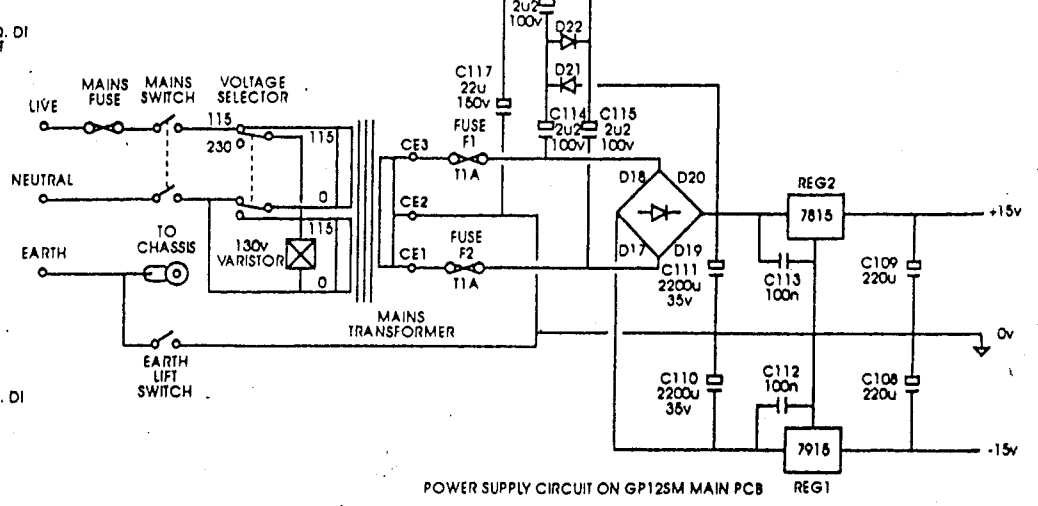 . DI
2u2
100v
D22
D21
C117
22u
150v
C114
2u2
100v
C115
2u2
100v
MAINS
FUSE
MAINS
SWITCH
VOLTAGE
SELECTOR
LIVE
115
230
115
0
115
0
NEUTRAL
EARTH
TO
CHASSIS
130v
VARISTOR
EARTH
LIFT
SWITCH
MAINS
TRANSFORMER
CE3
FUSE
F1
T1A
CE2
CE1
FUSE
F2
T1A
D18
D20
D17
D19
REG2
7815
+15v
C111
2200u
35v
C113
100n
C109
220u
0v
C110
2200u
35v
C112
100n
C108
220u
7915
-15v
REG1
. DI
POWER SUPPLY CIRCUIT ON GP12SM MAIN PCB